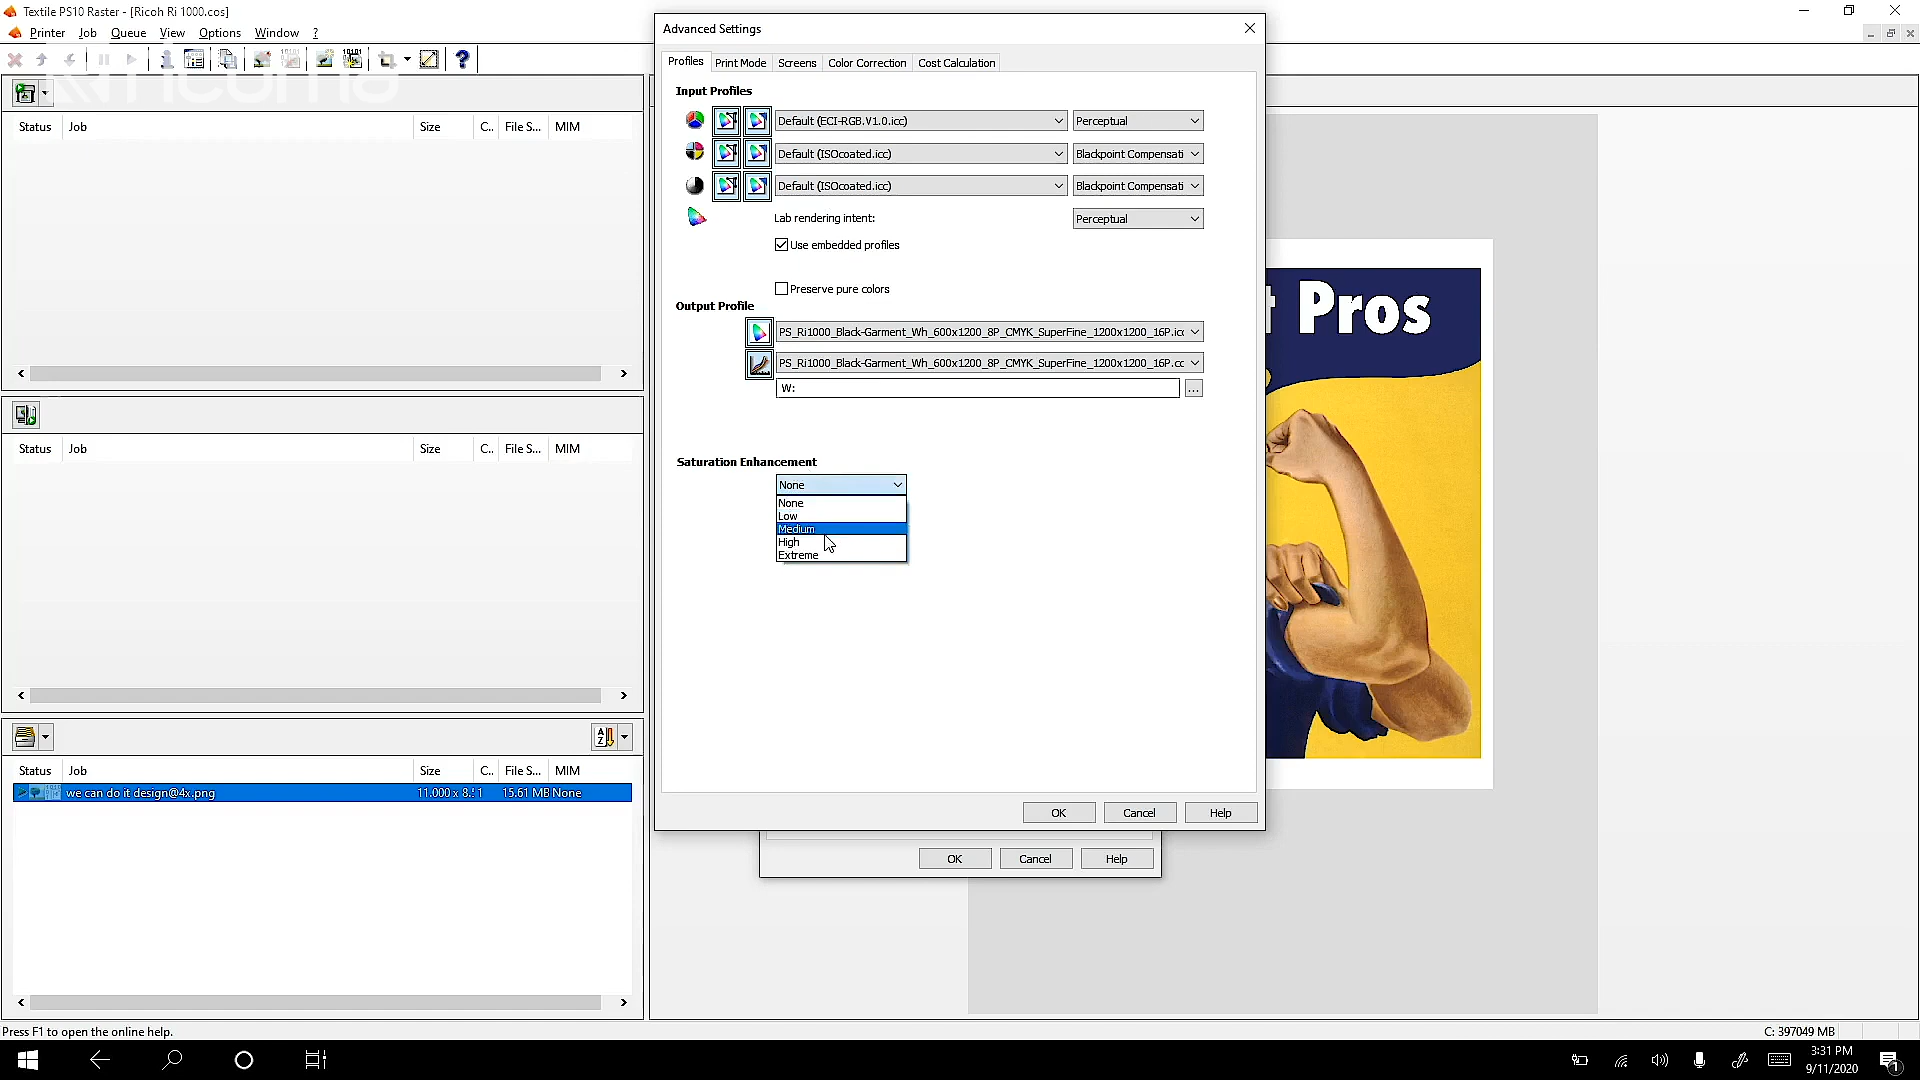 Textile PS10 Raster - [Ricoh Ri 1000.cos]
Printer Job Queue View Options Window ?
ricoma
Status Job Size C.. File S... MIM
Status Job Size C.. File S... MIM
Status Job Size C.. File S... MIM
we can do it design@4x.png 11.000 x 8.! 1 15.61 MB None
Press F1 to open the online help.
Advanced Settings
Profiles Print Mode Screens Color Correction Cost Calculation
Input Profiles
Default (ECI-RGB.V1.0.icc) Perceptual
Default (ISOcoated.icc) Blackpoint Compensati
Default (ISOcoated.icc) Blackpoint Compensati
Lab rendering intent: Perceptual
Use embedded profiles
Preserve pure colors
Output Profile
PS_Ri1000_Black-Garment_Wh_600x1200_8P_CMYK_SuperFine_1200x1200_16P.icc
PS_Ri1000_Black-Garment_Wh_600x1200_8P_CMYK_SuperFine_1200x1200_16P.cc
W: ...
Saturation Enhancement
None
None
Low
Medium
High
Extreme
OK Cancel Help
OK Cancel Help
t Pros
C: 397049 MB
3:31 PM
9/11/2020
1